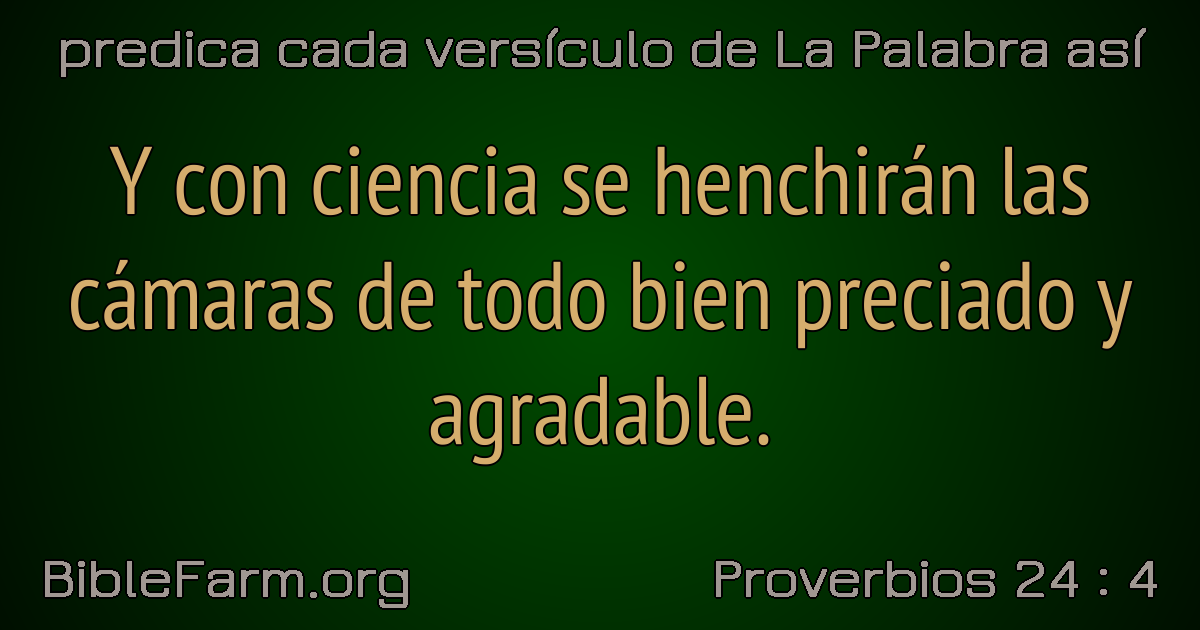 predica cada versículo de La Palabra así
Y con ciencia se henchirán las
cámaras de todo bien preciado y
agradable.
BibleFarm.org
Proverbios 24 : 4